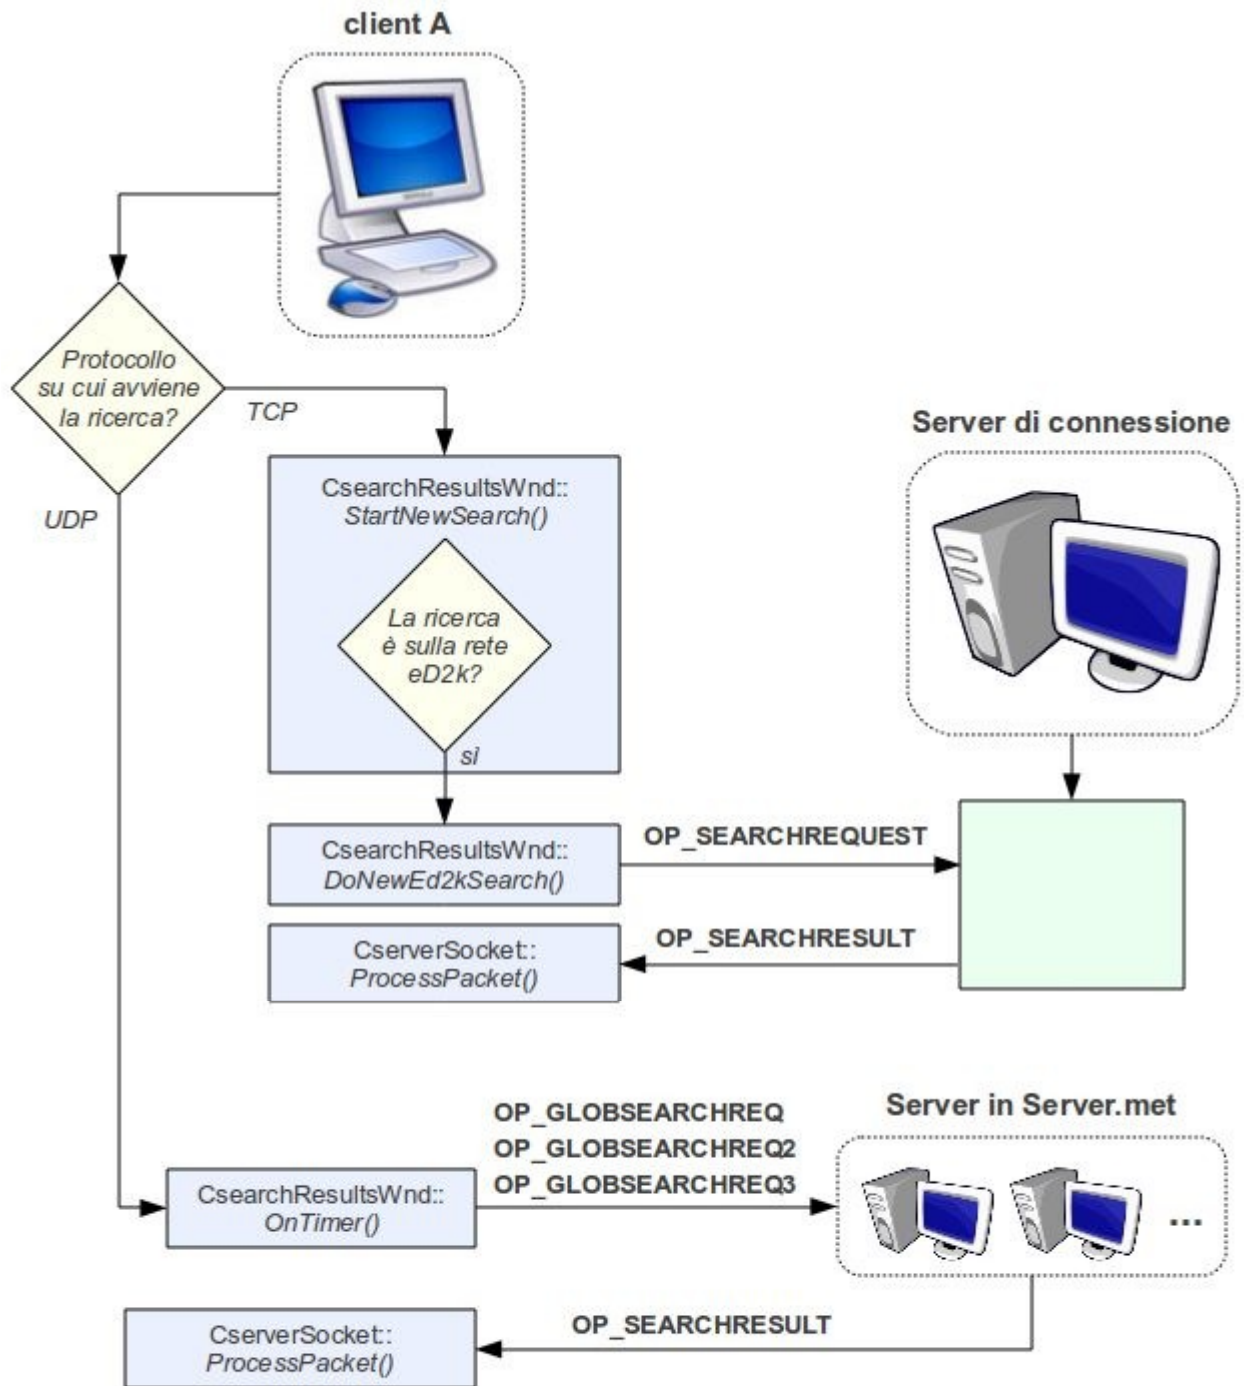 client A
Protocollo
su cui avviene
la ricerca?
TCP
UDP
CsearchResultsWnd::
StartNewSearch()
La ricerca
è sulla rete
eD2k?
sì
Server di connessione
CsearchResultsWnd::
DoNewEd2kSearch()
OP_SEARCHREQUEST
CserverSocket::
ProcessPacket()
OP_SEARCHRESULT
OP_GLOBSEARCHREQ
OP_GLOBSEARCHREQ2
OP_GLOBSEARCHREQ3
Server in Server.met
CsearchResultsWnd::
OnTimer()
...
OP_SEARCHRESULT
CserverSocket::
ProcessPacket()